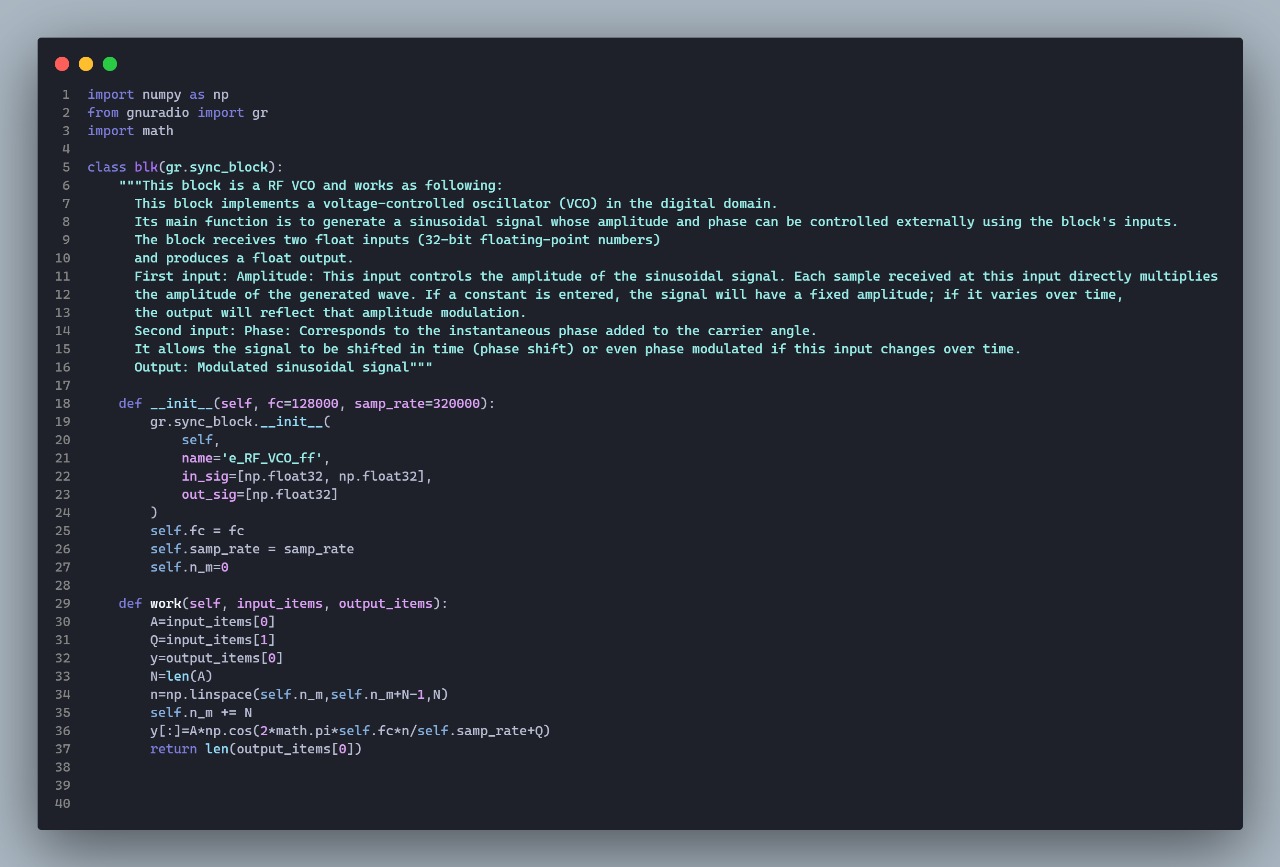 1 import numpy as np
2 from gnuradio import gr
3 import math
4
5 class blk(gr.sync_block):
6     """This block is a RF VCO and works as following:
7       This block implements a voltage-controlled oscillator (VCO) in the digital domain.
8       Its main function is to generate a sinusoidal signal whose amplitude and phase can be controlled externally using the block's inputs.
9       The block receives two float inputs (32-bit floating-point numbers)
10       and produces a float output.
11       First input: Amplitude: This input controls the amplitude of the sinusoidal signal. Each sample received at this input directly multiplies
12       the amplitude of the generated wave. If a constant is entered, the signal will have a fixed amplitude; if it varies over time,
13       the output will reflect that amplitude modulation.
14       Second input: Phase: Corresponds to the instantaneous phase added to the carrier angle.
15       It allows the signal to be shifted in time (phase shift) or even phase modulated if this input changes over time.
16       Output: Modulated sinusoidal signal"""
17
18     def __init__(self, fc=128000, samp_rate=320000):
19         gr.sync_block.__init__(
20             self,
21             name='e_RF_VCO_ff',
22             in_sig=[np.float32, np.float32],
23             out_sig=[np.float32]
24         )
25         self.fc = fc
26         self.samp_rate = samp_rate
27         self.n_m=0
28
29     def work(self, input_items, output_items):
30         A=input_items[0]
31         Q=input_items[1]
32         y=output_items[0]
33         N=len(A)
34         n=np.linspace(self.n_m,self.n_m+N-1,N)
35         self.n_m += N
36         y[:]=A*np.cos(2*math.pi*self.fc*n/self.samp_rate+Q)
37         return len(output_items[0])
38
39
40